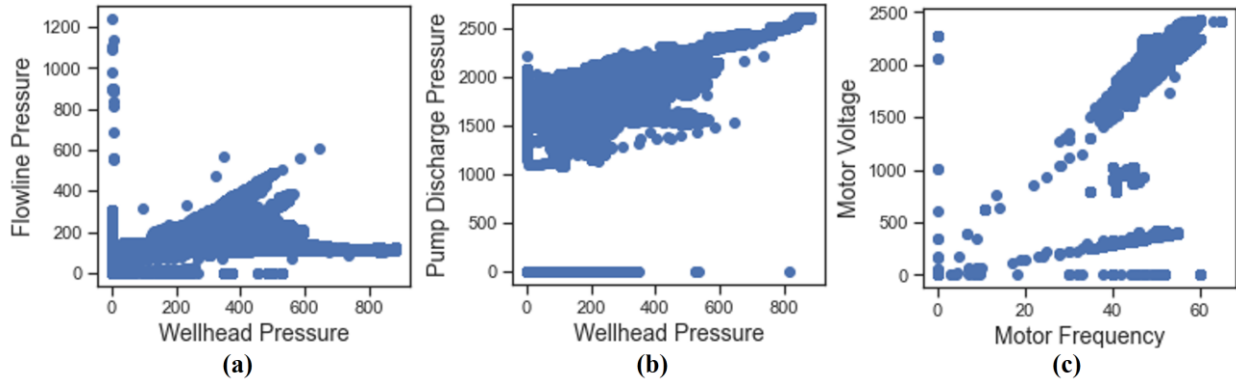 Flowline Pressure
1200
1000
800
600
400
200
0
0 200 400 600 800
Wellhead Pressure
(a)
Pump Discharge Pressure
2500
2000
1500
1000
500
0
0 200 400 600 800
Wellhead Pressure
(b)
Motor Voltage
2500
2000
1500
1000
500
0
0 20 40 60
Motor Frequency
(c)